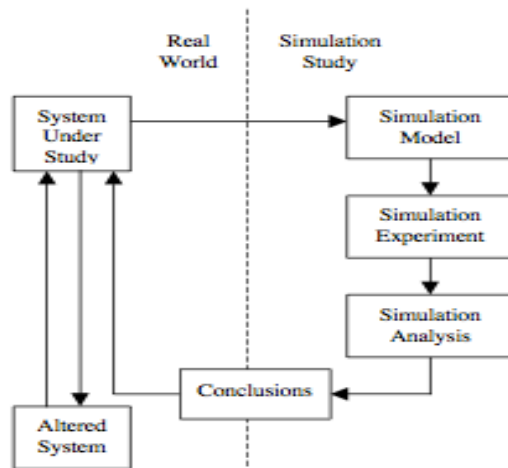 Real
World
Simulation
Study
System
Under
Study
Simulation
Model
Simulation
Experiment
Simulation
Analysis
Conclusions
Altered
System